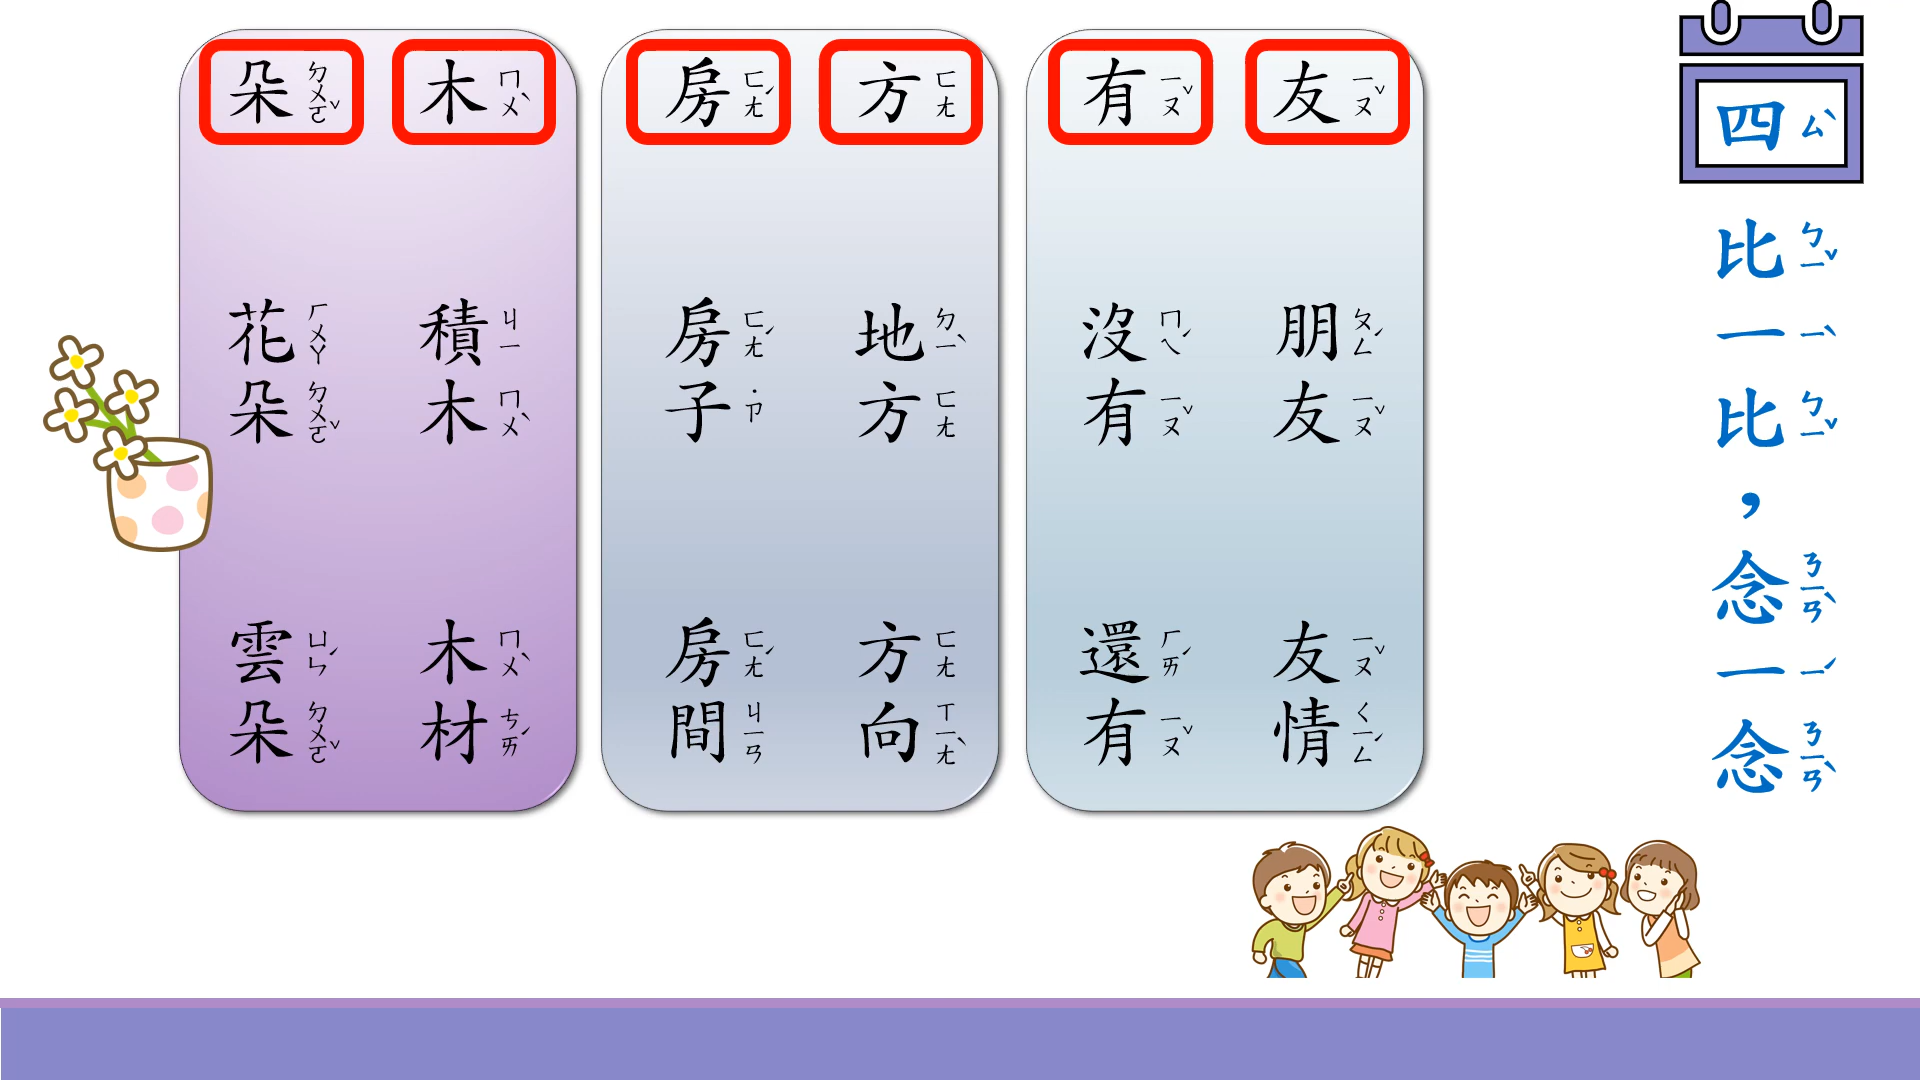 四ㄙˋ
比ㄅㄧˇ一ㄧˋ比ㄅㄧˇ，念ㄋㄧㄢˋ一ㄧˊ念ㄋㄧㄢˋ
友ㄧㄡˇ
朋ㄆㄥˊ友ㄧㄡˇ
友ㄧㄡˇ情ㄑㄧㄥˊ
有ㄧㄡˇ
沒ㄇㄟˊ有ㄧㄡˇ
還ㄏㄞˊ有ㄧㄡˇ
方ㄈㄤ
地ㄉㄧˋ方ㄈㄤ
方ㄈㄤ向ㄒㄧㄤˋ
房ㄈㄤˊ
房ㄈㄤˊ子˙ㄗ
房ㄈㄤˊ間ㄐㄧㄢ
木ㄇㄨˋ
積ㄐㄧ木ㄇㄨˋ
木ㄇㄨˋ材ㄘㄞˊ
朵ㄉㄨㄛˇ
花ㄏㄨㄚ朵ㄉㄨㄛˇ
雲ㄩㄣˊ朵ㄉㄨㄛˇ